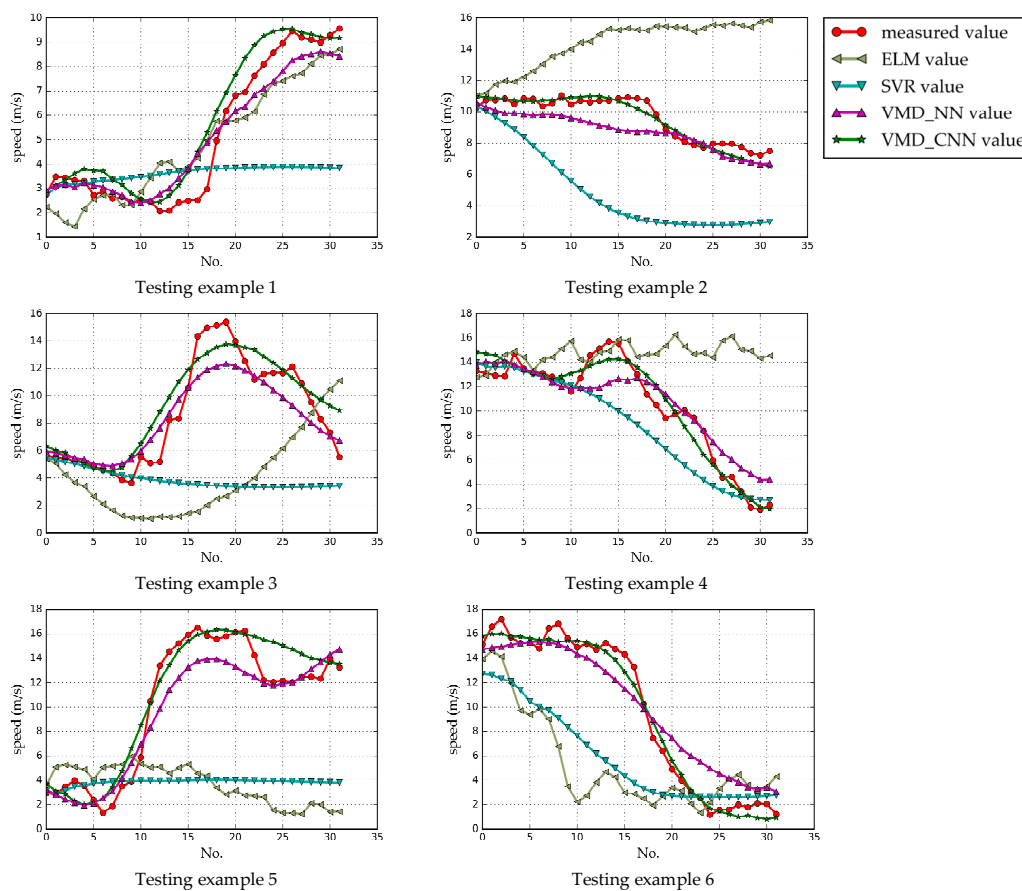 measured value
ELM value
SVR value
VMD_NN value
VMD_CNN value
speed (m/s)
10
9
8
7
6
5
4
3
2
1
0 5 10 15 20 25 30 35
No.
Testing example 1
speed (m/s)
16
14
12
10
8
6
4
2
0 5 10 15 20 25 30 35
No.
Testing example 2
speed (m/s)
16
14
12
10
8
6
4
2
0
0 5 10 15 20 25 30 35
No.
Testing example 3
speed (m/s)
18
16
14
12
10
8
6
4
2
0
0 5 10 15 20 25 30 35
No.
Testing example 4
speed (m/s)
18
16
14
12
10
8
6
4
2
0
0 5 10 15 20 25 30 35
No.
Testing example 5
speed (m/s)
18
16
14
12
10
8
6
4
2
0
0 5 10 15 20 25 30 35
No.
Testing example 6